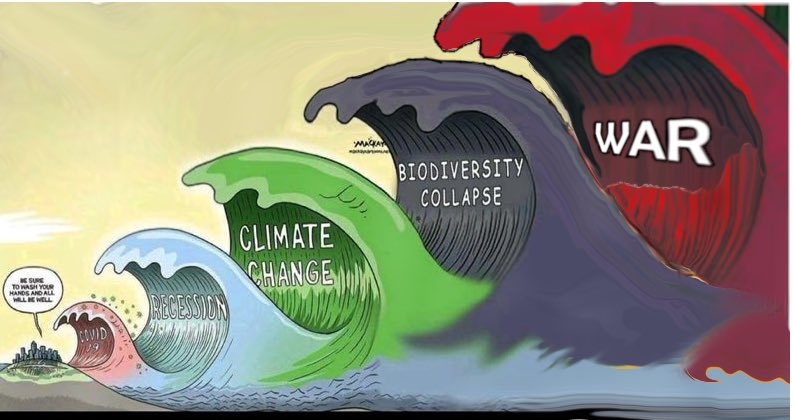 BE SURE
TO WASH YOUR
HANDS AND ALL
WILL BE WELL.
COVID
19
RECESSION
CLIMATE
CHANGE
MACKAY
BIODIVERSITY
COLLAPSE
WAR